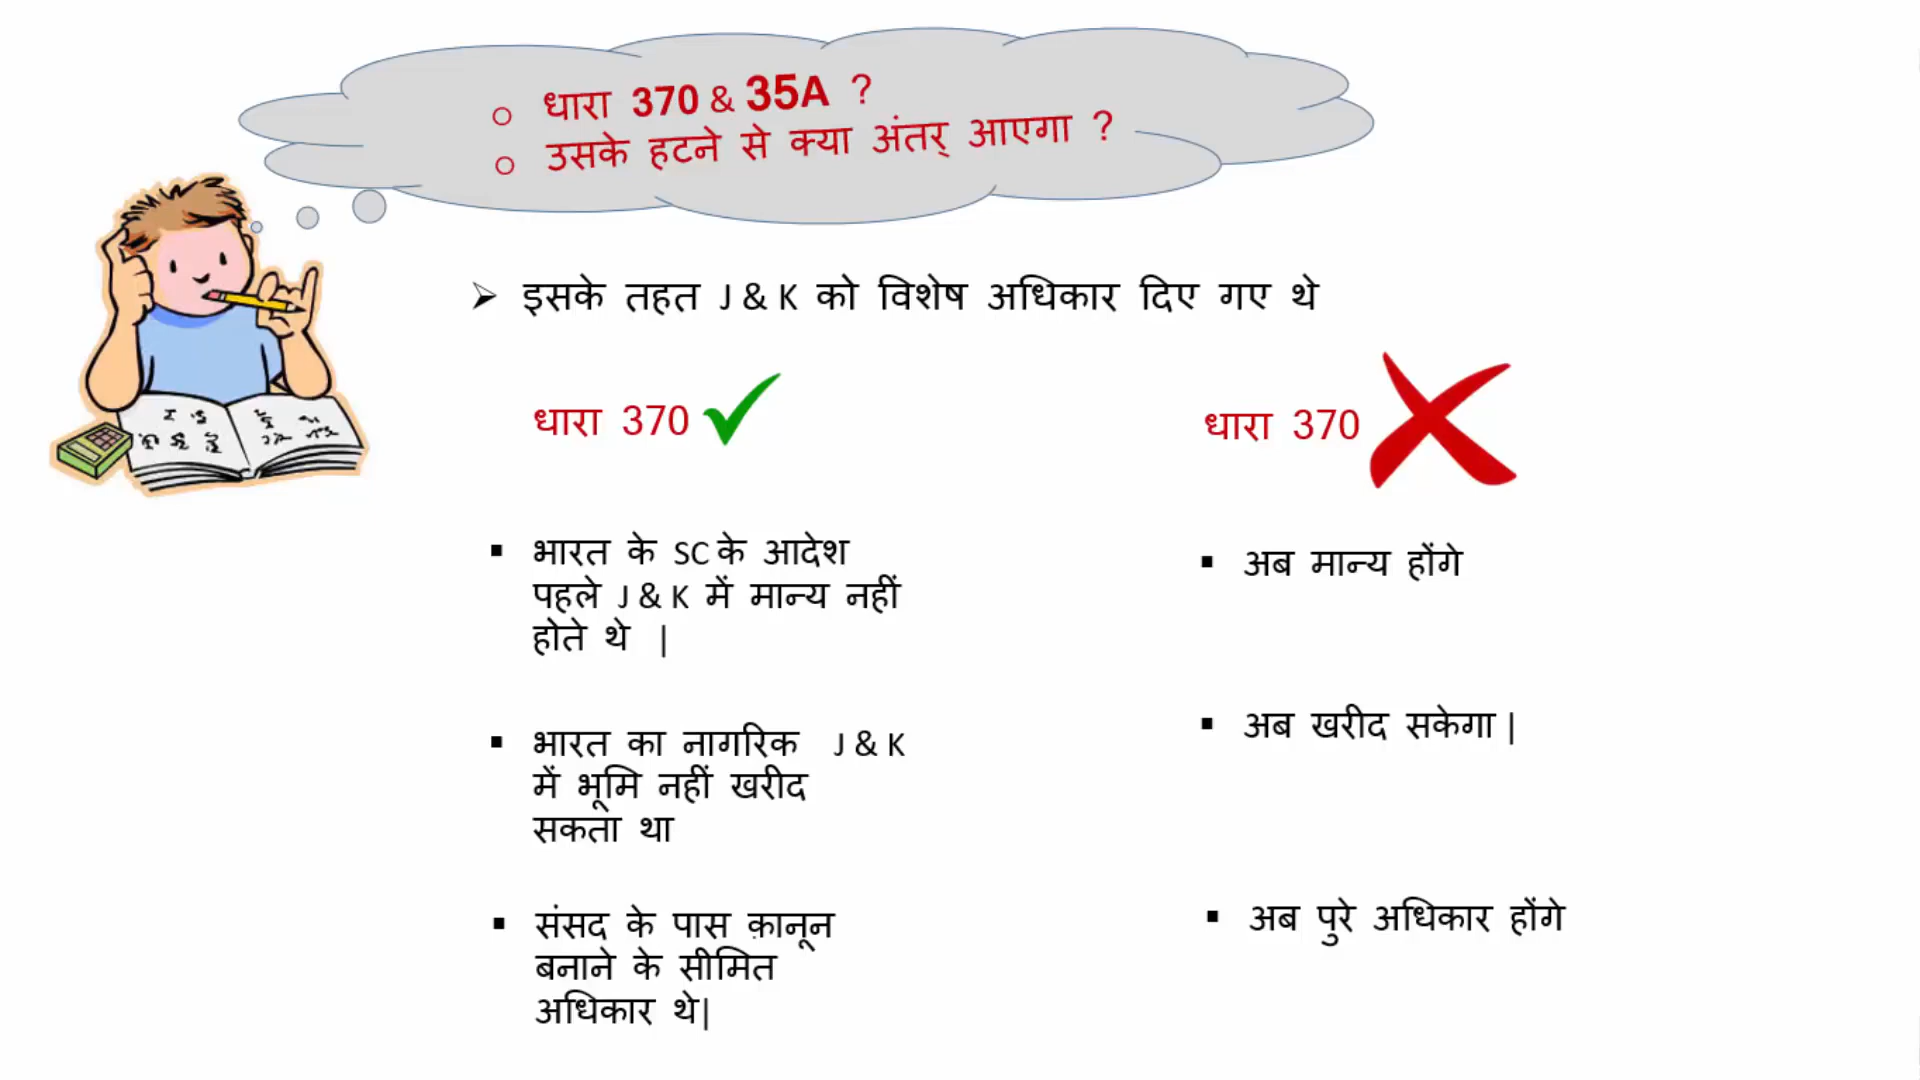 धारा 370 & 35A ?
उसके हटने से क्या अंतर् आएगा ?
इसके तहत J & K को विशेष अधिकार दिए गए थे
धारा 370
धारा 370
भारत के SC के आदेश
पहले J & K में मान्य नहीं
होते थे |
अब मान्य होंगे
भारत का नागरिक J & K
में भूमि नहीं खरीद
सकता था
अब खरीद सकेगा |
संसद के पास क़ानून
बनाने के सीमित
अधिकार थे|
अब पुरे अधिकार होंगे